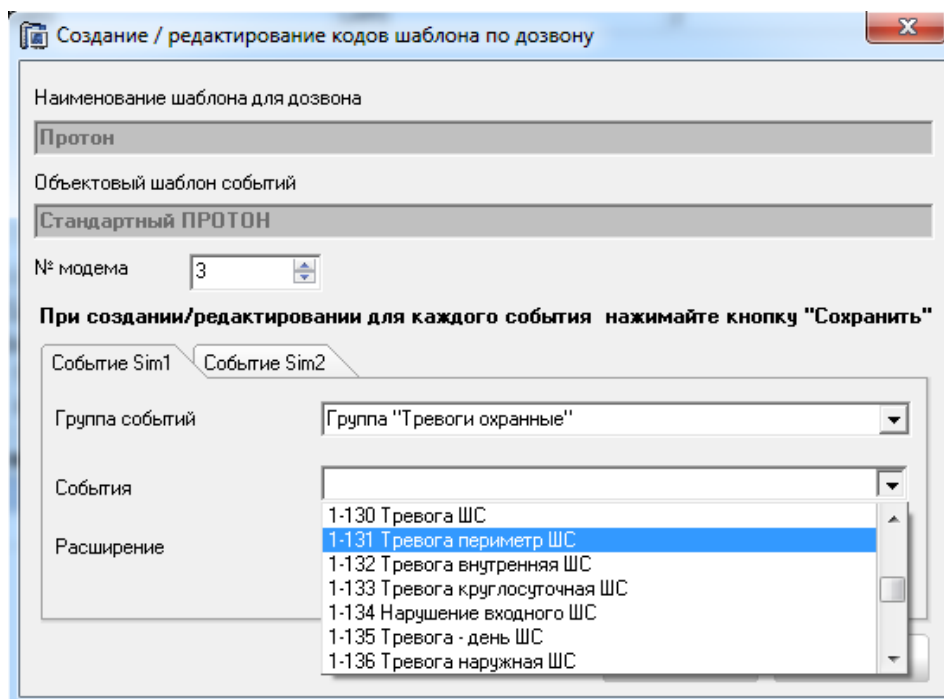 Создание / редактирование кодов шаблона по дозвону
Наименование шаблона для дозвона
Протон
Объектовый шаблон событий
Стандартный ПРОТОН
№ модема 3
При создании/редактировании для каждого события нажимайте кнопку "Сохранить"
Событие Sim1 Событие Sim2
Группа событий Группа "Тревоги охранные"
События
1-130 Тревога ШС
Расширение 1-131 Тревога периметр ШС
1-132 Тревога внутренняя ШС
1-133 Тревога круглосуточная ШС
1-134 Нарушение входного ШС
1-135 Тревога - день ШС
1-136 Тревога наружная ШС